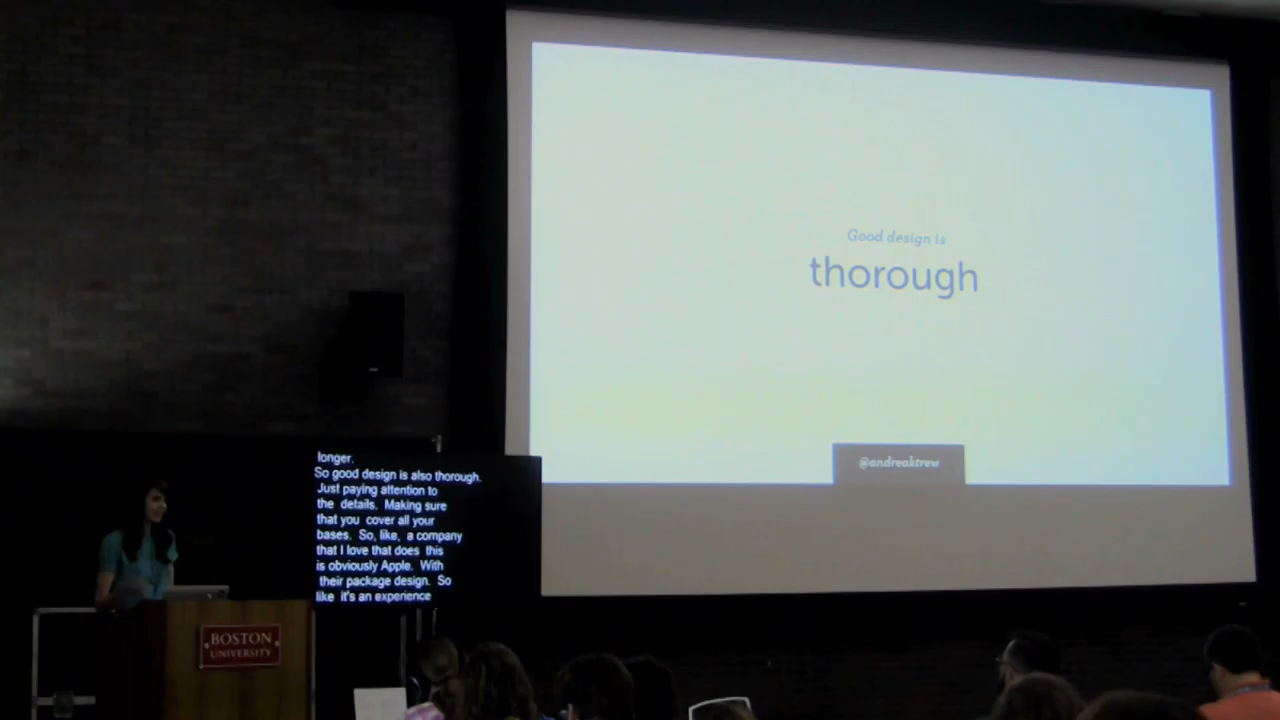 Good design is
thorough
@andreaktrew
longer.
So good design is also thorough.
Just paying attention to
the details. Making sure
that you cover all your
bases. So, like, a company
that I love that does this
is obviously Apple. With
their package design. So
like it's an experience
BOSTON
UNIVERSITY